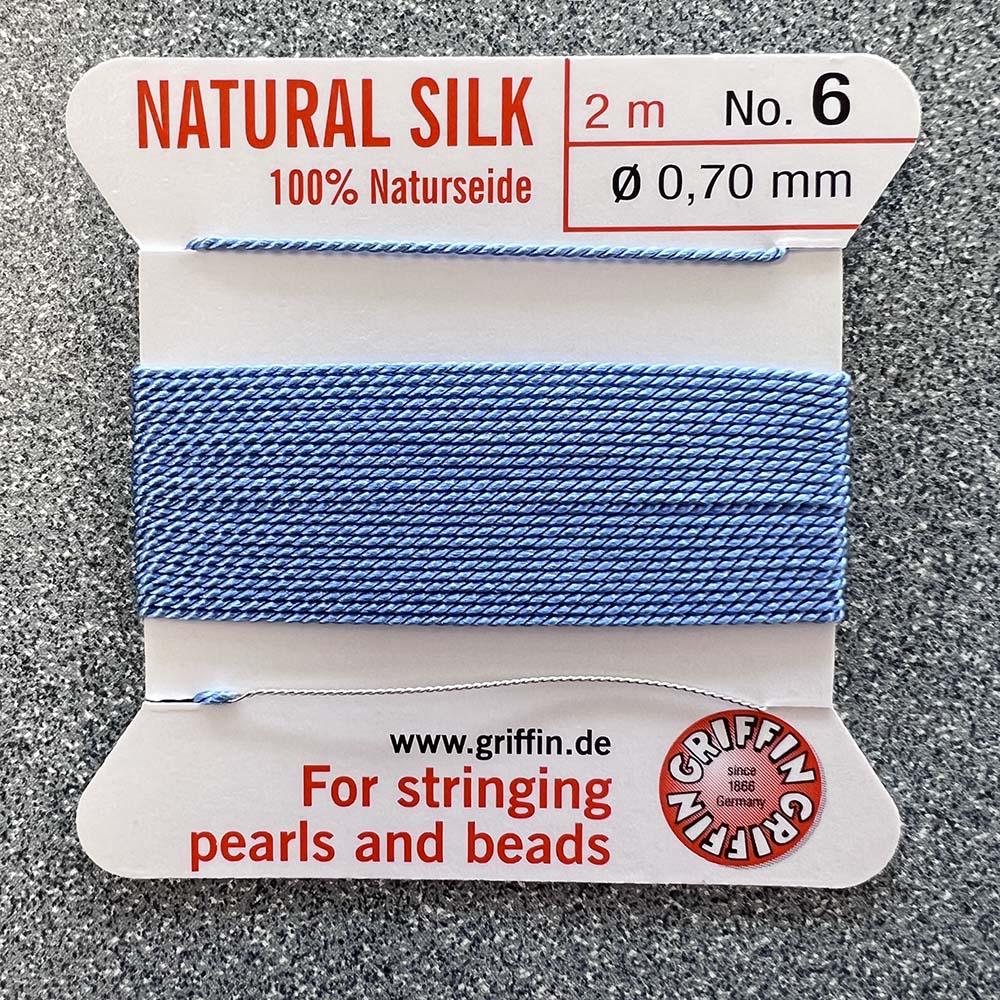 NATURAL SILK
100% Naturseide
2 m No. 6
Ø 0,70 mm
www.griffin.de
For stringing
pearls and beads
GRIFFIN GRIFFIN
since
1866
Germany